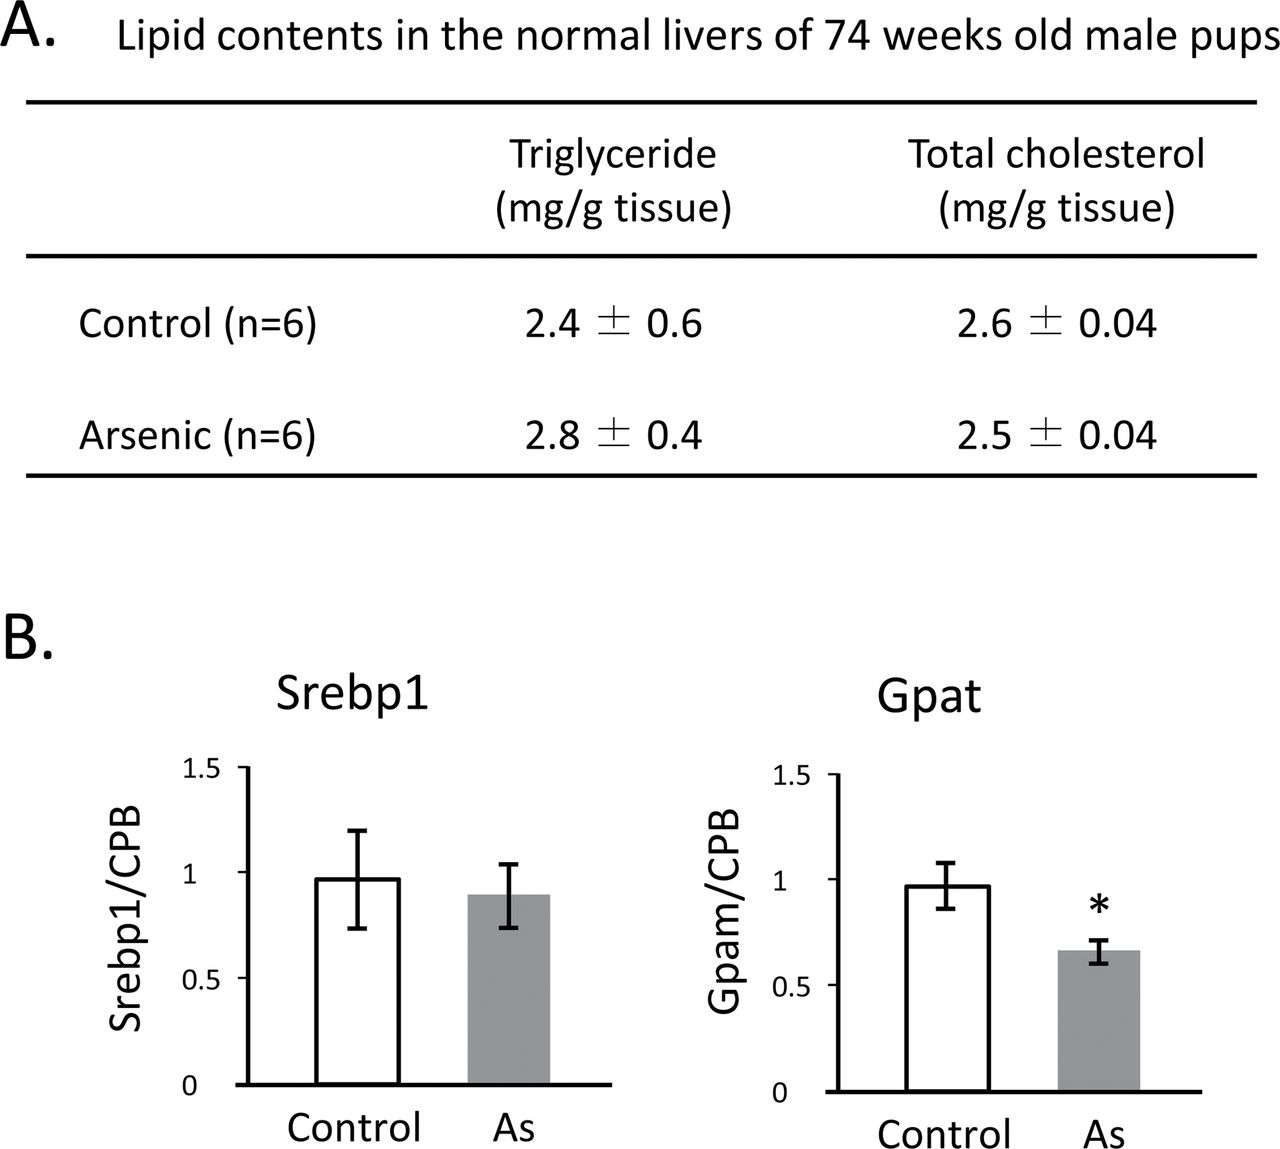 A. Lipid contents in the normal livers of 74 weeks old male pups
Triglyceride Total cholesterol
(mg/g tissue) (mg/g tissue)
Control (n=6) 2.4 ± 0.6 2.6 ± 0.04
Arsenic (n=6) 2.8 ± 0.4 2.5 ± 0.04
B.
Srebp1
Srebp1/CPB
1.5
1
0.5
0
Control As
Gpat
Gpam/CPB
1.5
1
0.5
0
*
Control As